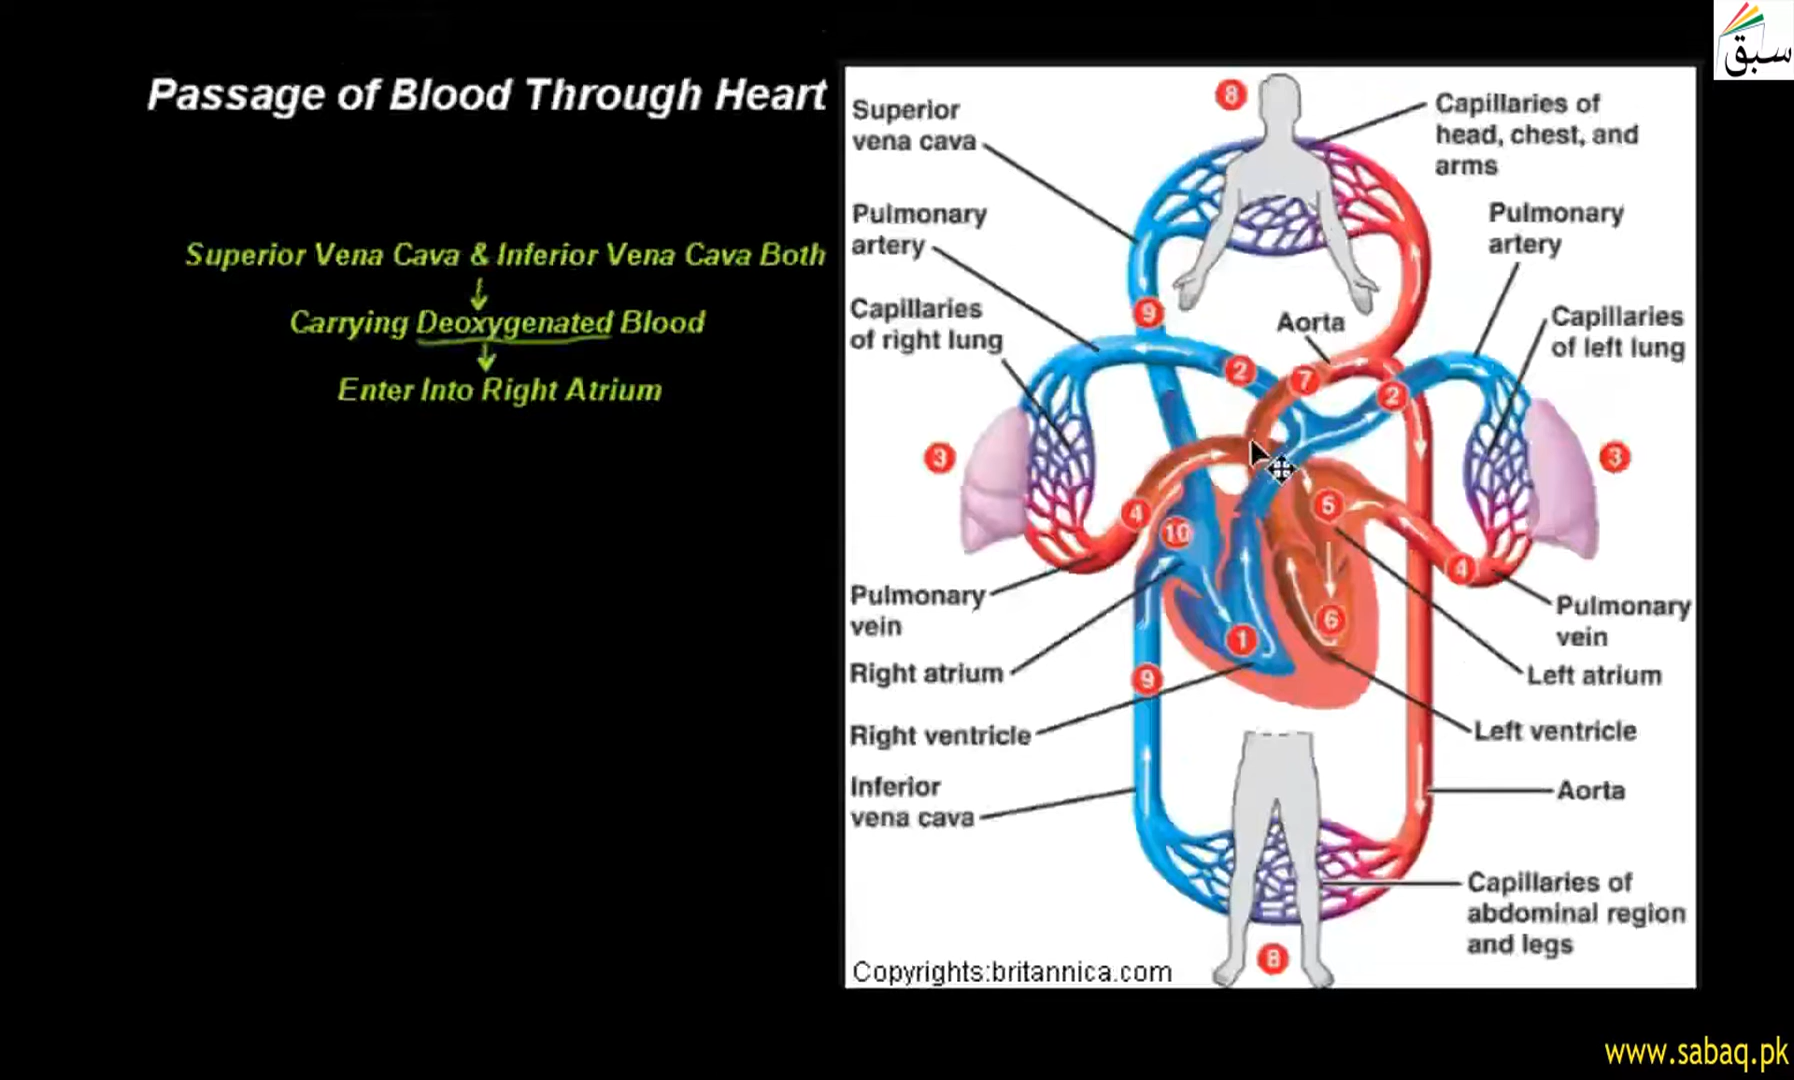 سبق
Passage of Blood Through Heart
Superior Vena Cava & Inferior Vena Cava Both
Carrying Deoxygenated Blood
Enter Into Right Atrium
Superior
vena cava
Pulmonary
artery
Capillaries
of right lung
Pulmonary
vein
Right atrium
Right ventricle
Inferior
vena cava
Copyrights:britannica.com
8
9
2
7
2
3
3
4
10
5
4
1
6
9
8
Aorta
Capillaries of
head, chest, and
arms
Pulmonary
artery
Capillaries
of left lung
Pulmonary
vein
Left atrium
Left ventricle
Aorta
Capillaries of
abdominal region
and legs
www.sabaq.pk